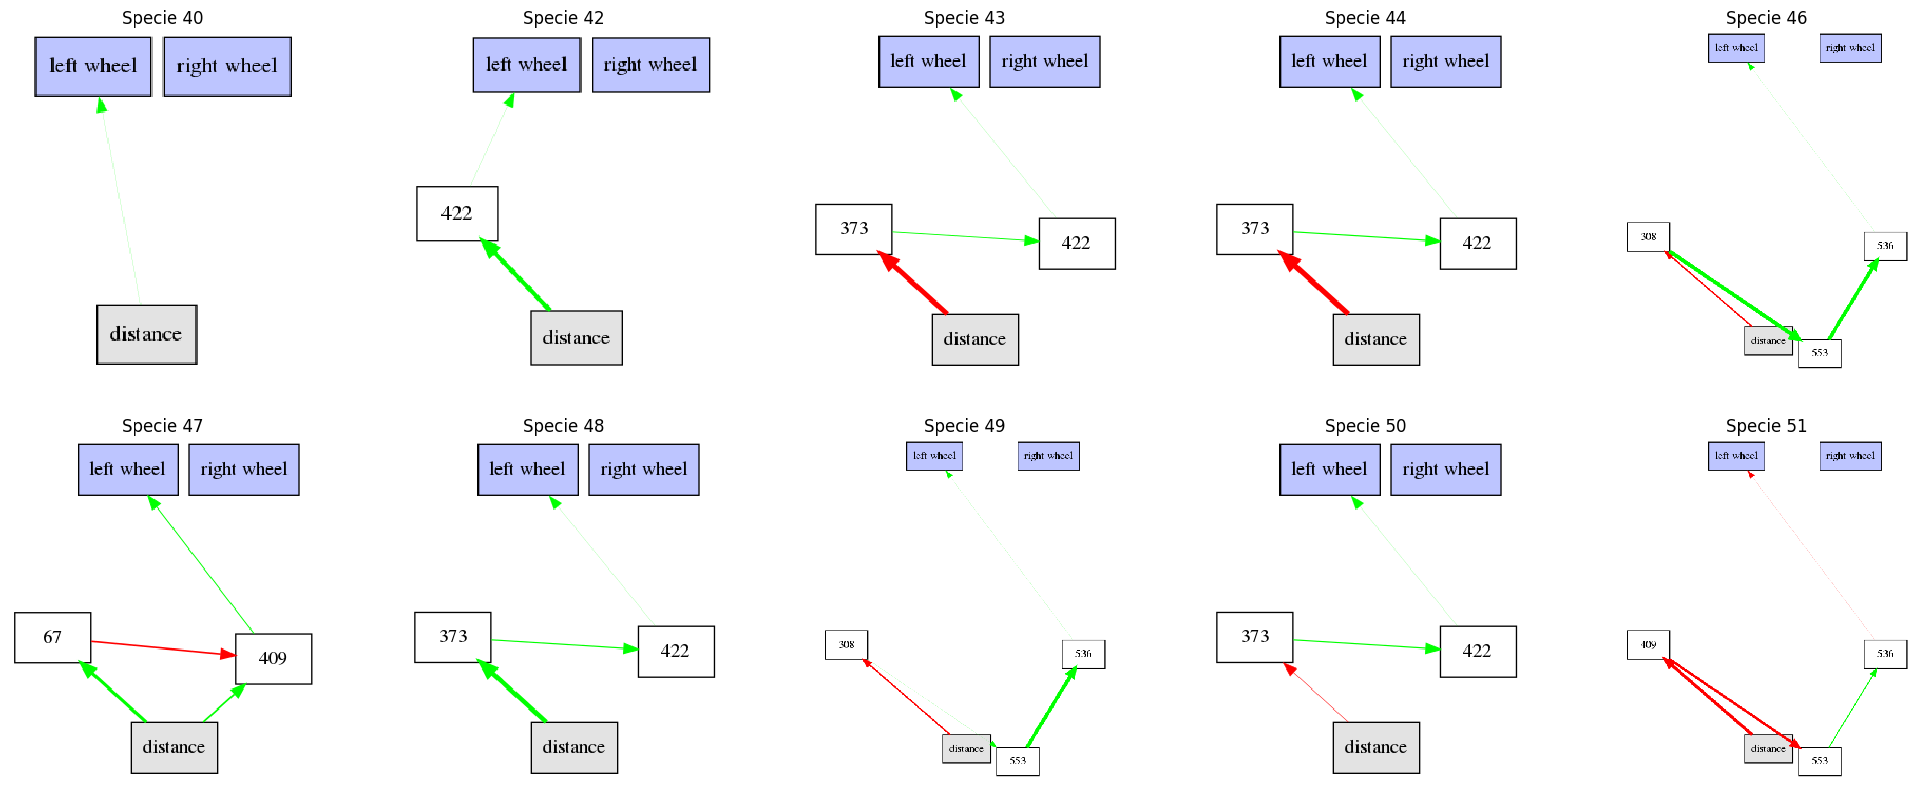 Specie 40
left wheel
right wheel
distance
Specie 42
left wheel
right wheel
422
distance
Specie 43
left wheel
right wheel
373
422
distance
Specie 44
left wheel
right wheel
373
422
distance
Specie 46
left wheel
right wheel
308
536
distance
553
Specie 47
left wheel
right wheel
67
409
distance
Specie 48
left wheel
right wheel
373
422
distance
Specie 49
left wheel
right wheel
308
536
distance
553
Specie 50
left wheel
right wheel
373
422
distance
Specie 51
left wheel
right wheel
409
536
distance
553